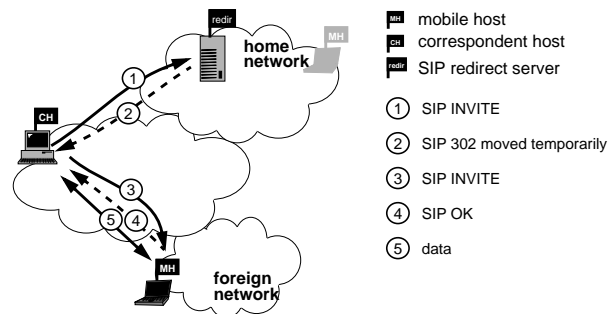 redir
MH
home
network
CH
1
2
3
5
4
MH
foreign
network
MH mobile host
CH correspondent host
redir SIP redirect server
1 SIP INVITE
2 SIP 302 moved temporarily
3 SIP INVITE
4 SIP OK
5 data